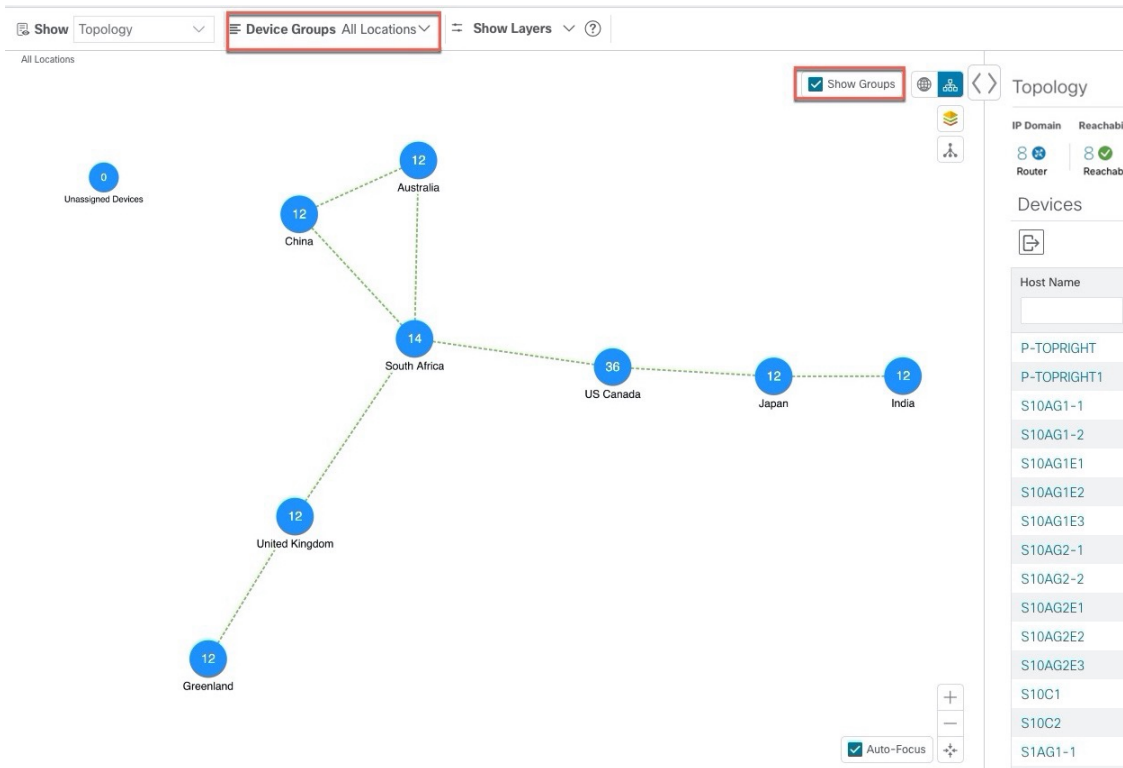 Show Topology Device Groups All Locations Show Layers ?
All Locations
Show Groups
0
Unassigned Devices
12
Australia
12
China
14
South Africa
36
US Canada
12
Japan
12
India
12
United Kingdom
12
Greenland
Auto-Focus
Topology
IP Domain Reachabi
8 8
Router Reachab
Devices
Host Name
P-TOPRIGHT
P-TOPRIGHT1
S10AG1-1
S10AG1-2
S10AG1E1
S10AG1E2
S10AG1E3
S10AG2-1
S10AG2-2
S10AG2E1
S10AG2E2
S10AG2E3
S10C1
S10C2
S1AG1-1